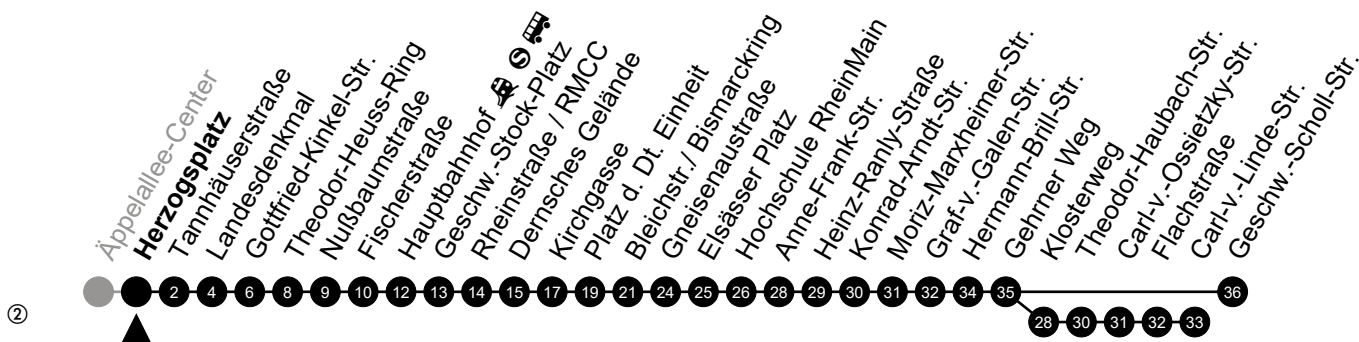 Äppelallee-Center
Herzogsplatz
Tannhäuserstraße
Landesdenkmal
Gottfried-Kinkel-Str.
Theodor-Heuss-Ring
Nußbaumstraße
Fischerstraße
Hauptbahnhof S
Geschw.-Stock-Platz
Rheinstraße / RMCC
Dernsches Gelände
Kirchgasse
Platz d. Dt. Einheit
Bleichstr./ Bismarckring
Gneisenaustraße
Elsässer Platz
Hochschule RheinMain
Anne-Frank-Str.
Heinz-Ranly-Straße
Konrad-Arndt-Str.
Moriz-Marxheimer-Str.
Graf-v.-Galen-Str.
Hermann-Brill-Str.
Gehrner Weg
Klosterweg
Theodor-Haubach-Str.
Carl-v.-Ossietzky-Str.
Flachstraße
Carl-v.-Linde-Str.
Geschw.-Scholl-Str.
2 4 6 8 9 10 12 13 14 15 17 19 21 24 25 26 28 29 30 31 32 34 35 36
② 28 30 31 32 33